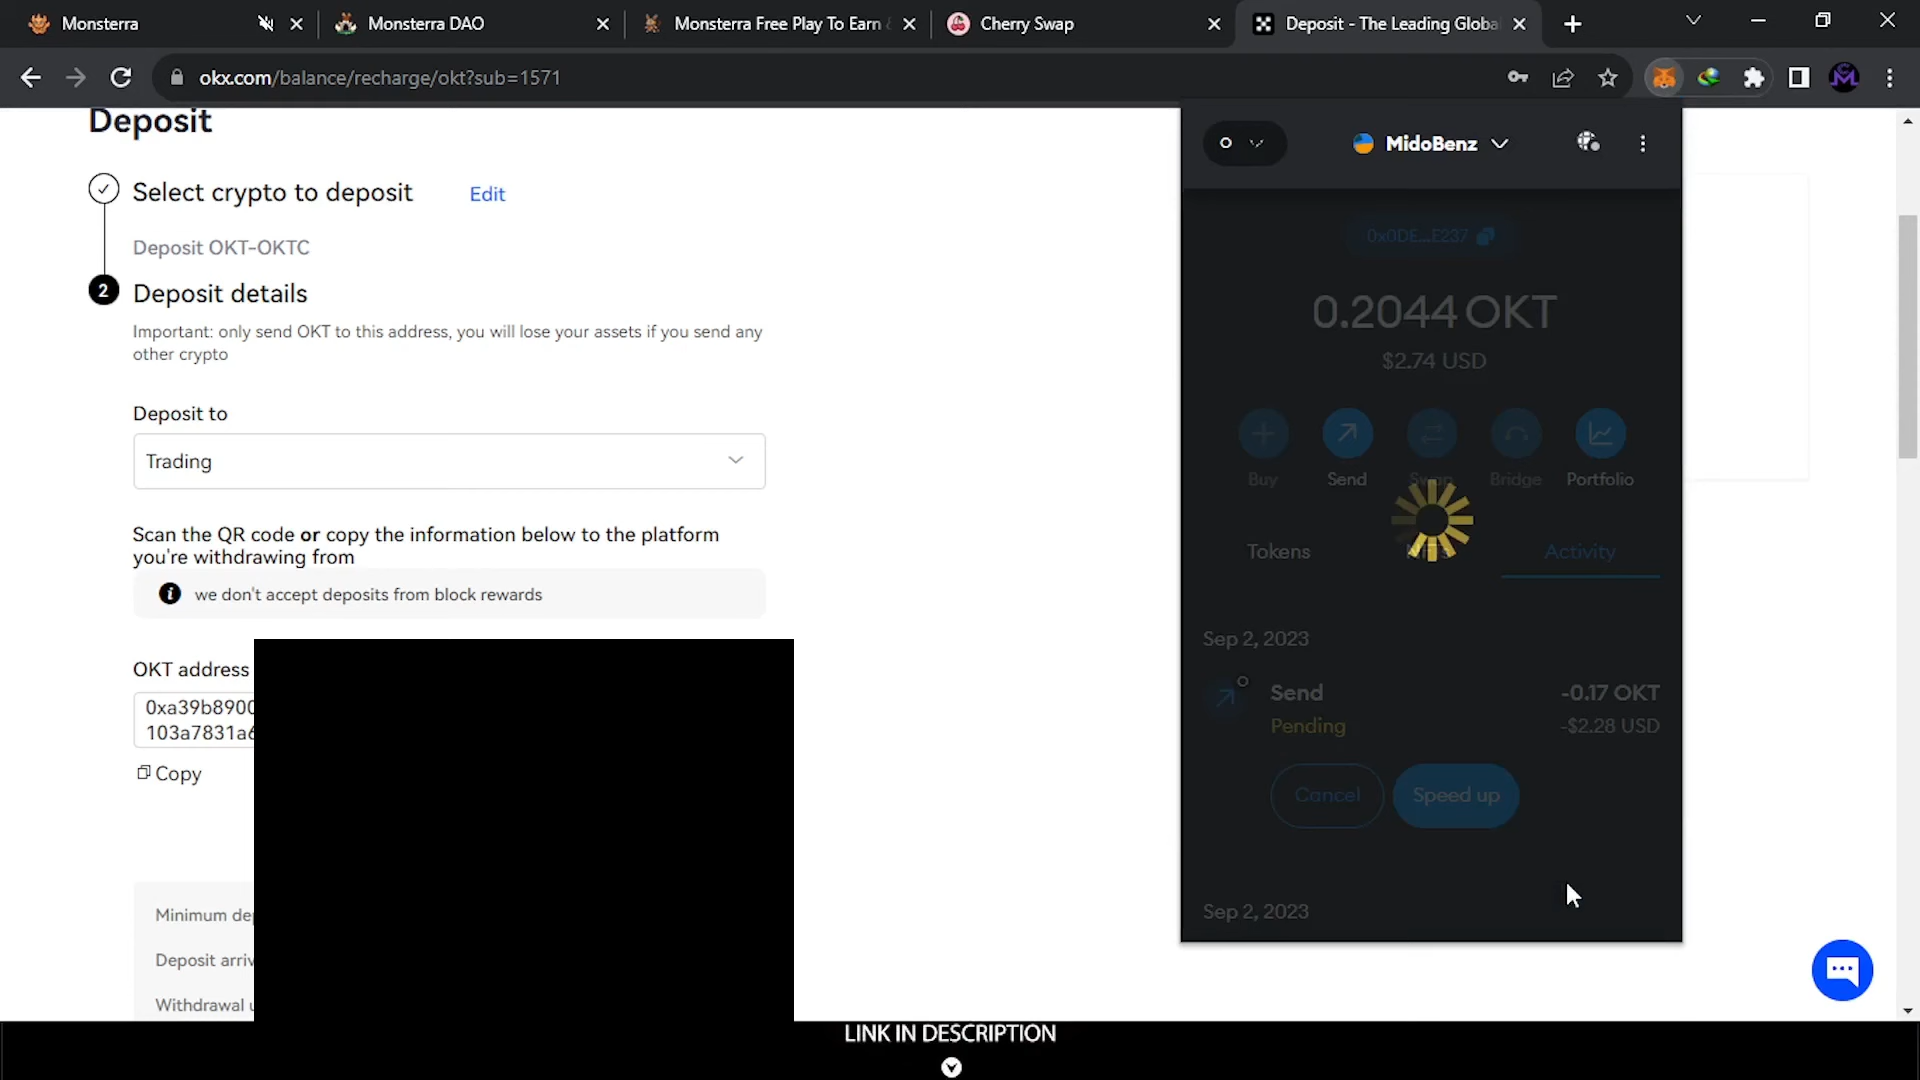 Monsterra
Monsterra DAO
Monsterra Free Play To Earn
Cherry Swap
Deposit - The Leading Globa
okx.com/balance/recharge/okt?sub=1571
Deposit
Select crypto to deposit
Edit
Deposit OKT-OKTC
2
Deposit details
Important: only send OKT to this address, you will lose your assets if you send any
other crypto
Deposit to
Trading
Scan the QR code or copy the information below to the platform
you're withdrawing from
we don't accept deposits from block rewards
OKT address
0xa39b8900
103a7831a6
Copy
Minimum de
Deposit arriv
Withdrawal
MidoBenz
0x0DE...E237
0.2044 OKT
$2.74 USD
Buy
Send
Swap
Bridge
Portfolio
Tokens
NFTs
Activity
Sep 2, 2023
Send
-0.17 OKT
Pending
-$2.28 USD
Cancel
Speed up
Sep 2, 2023
LINK IN DESCRIPTION